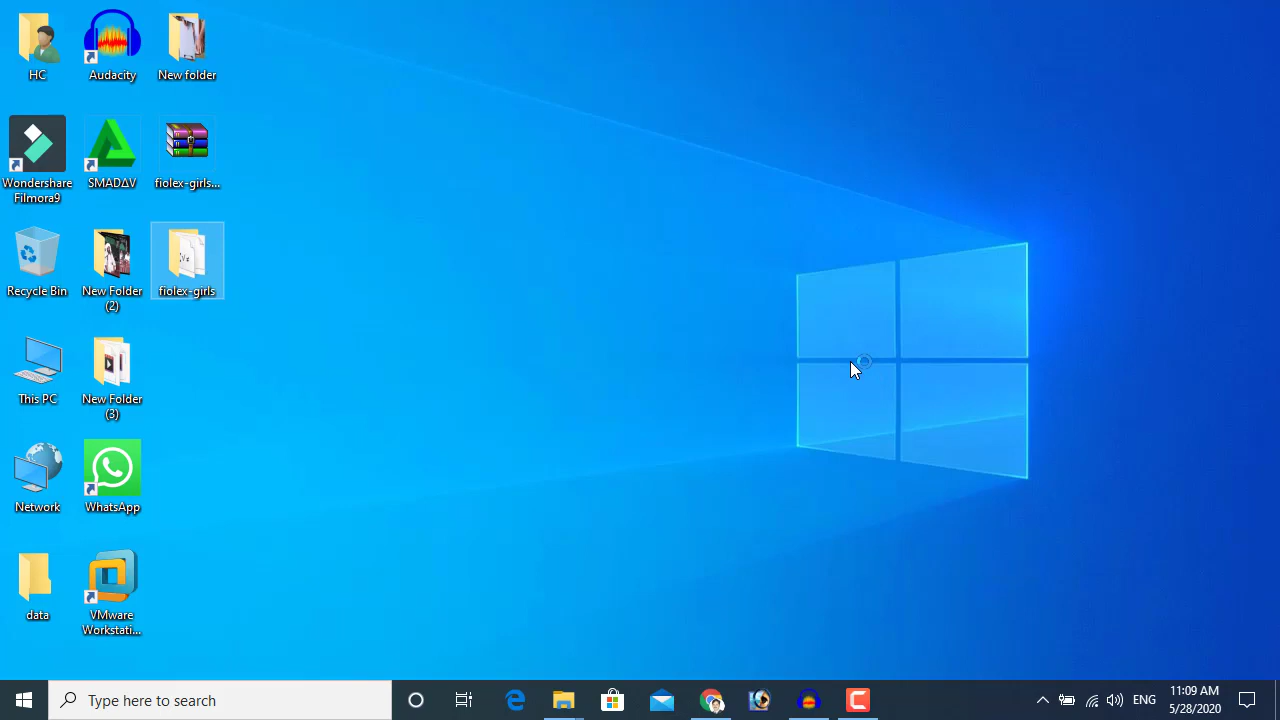 HC
Audacity
New folder
Wondershare
Filmora9
SMADΔV
fiolex-girls...
Recycle Bin
New Folder
(2)
fiolex-girls
This PC
New Folder
(3)
Network
WhatsApp
data
VMware
Workstati...
Type here to search
ENG
11:09 AM
5/28/2020